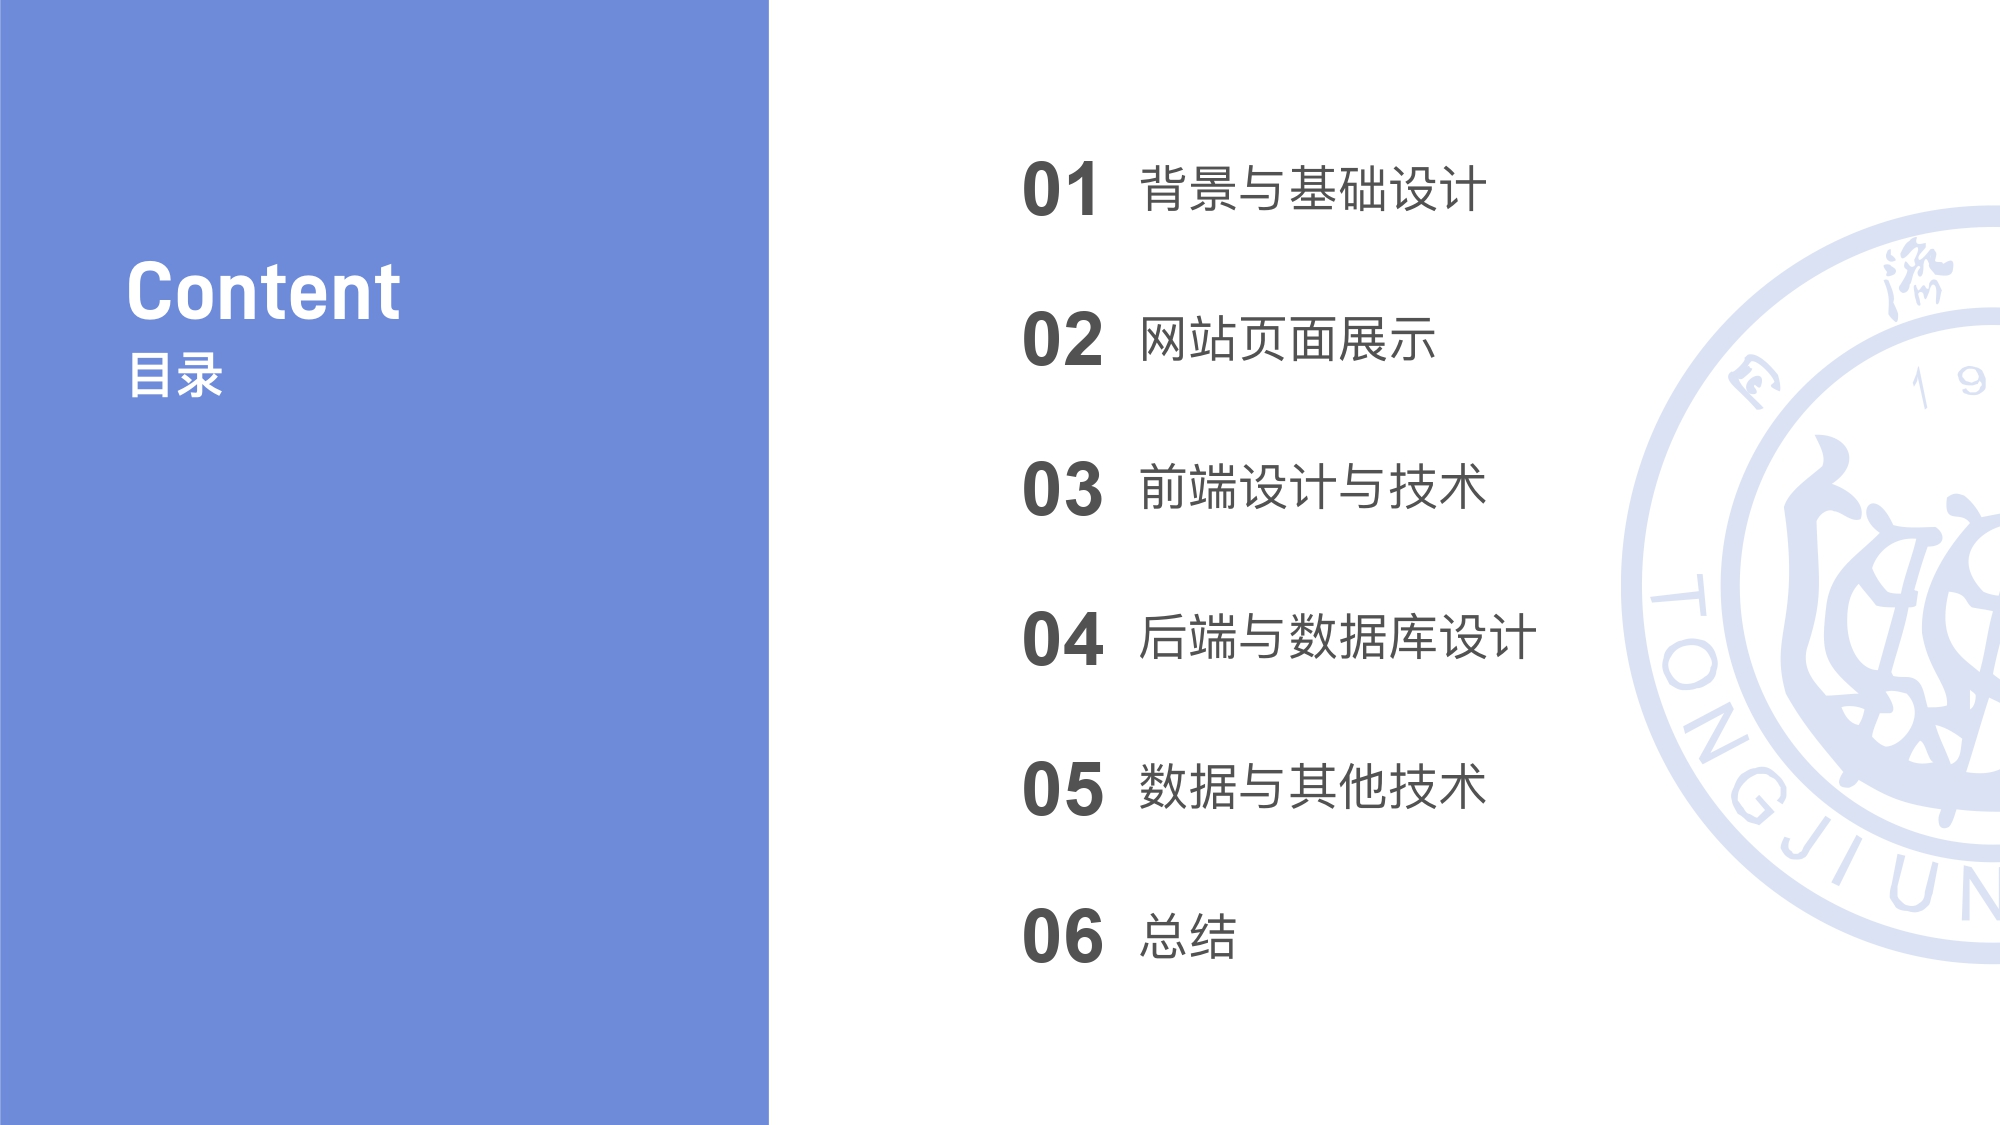 Content
目录
01 背景与基础设计
02 网站页面展示
03 前端设计与技术
04 后端与数据库设计
05 数据与其他技术
06 总结
19
TONGJI UN